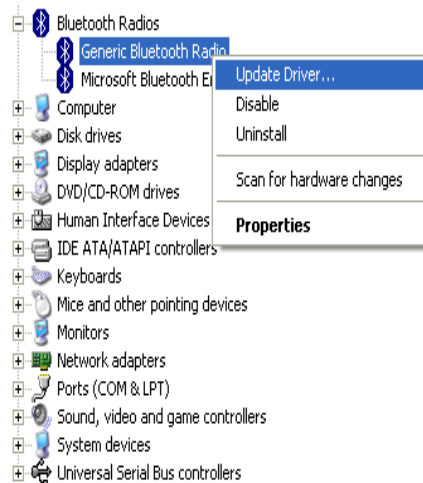 Bluetooth Radios
Generic Bluetooth Radio
Microsoft Bluetooth
Update Driver...
Disable
Uninstall
Scan for hardware changes
Properties
Computer
Disk drives
Display adapters
DVD/CD-ROM drives
Human Interface Devices
IDE ATA/ATAPI controllers
Keyboards
Mice and other pointing devices
Monitors
Network adapters
Ports (COM & LPT)
Sound, video and game controllers
System devices
Universal Serial Bus controllers